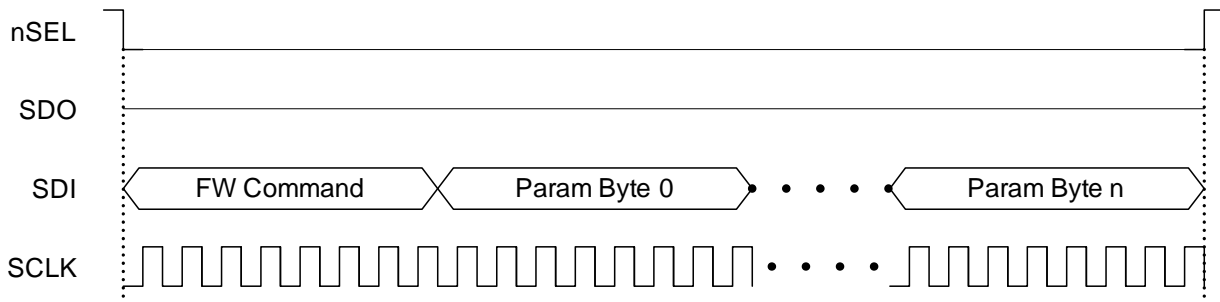 nSEL
SDO
SDI FW Command Param Byte 0 Param Byte n
SCLK